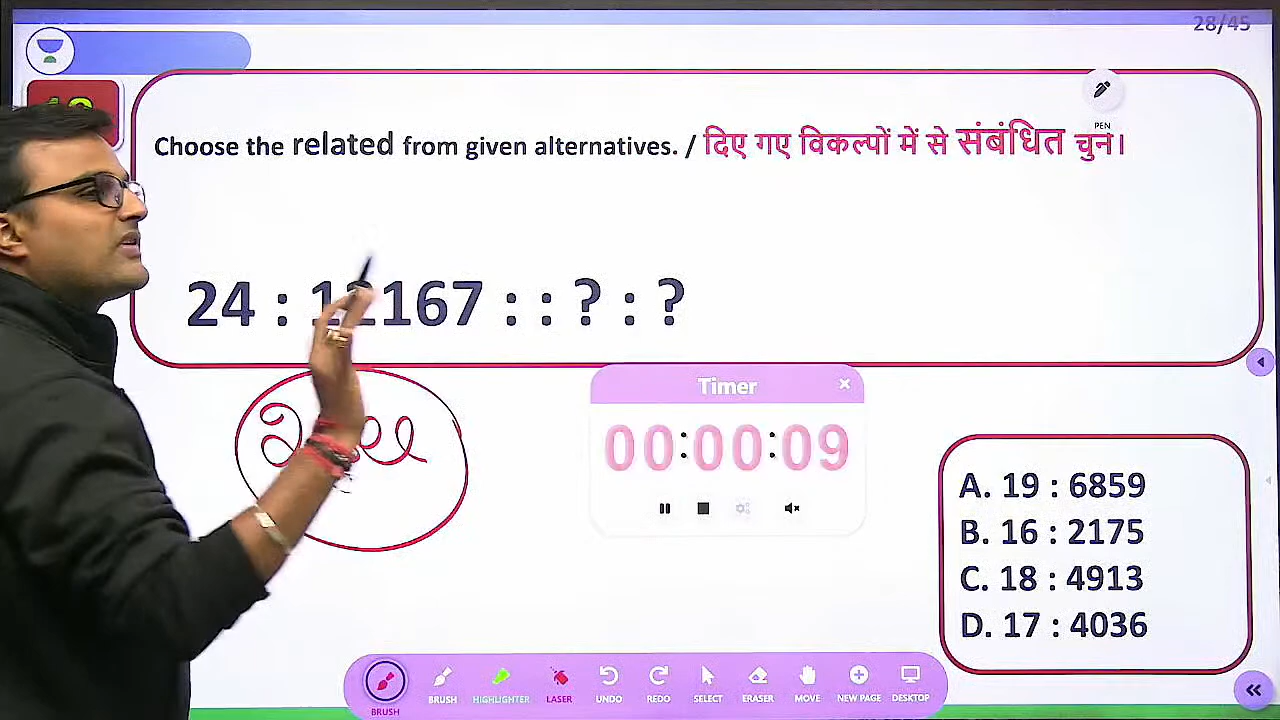 28/45
PEN
Choose the related from given alternatives. / दिए गए विकल्पों में से संबंधित चुनें।
24 : 12167 : : ? : ?
Timer
00:00:09
A. 19 : 6859
B. 16 : 2175
C. 18 : 4913
D. 17 : 4036
BRUSH
BRUSH
HIGHLIGHTER
LASER
UNDO
REDO
SELECT
ERASER
MOVE
NEW PAGE
DESKTOP